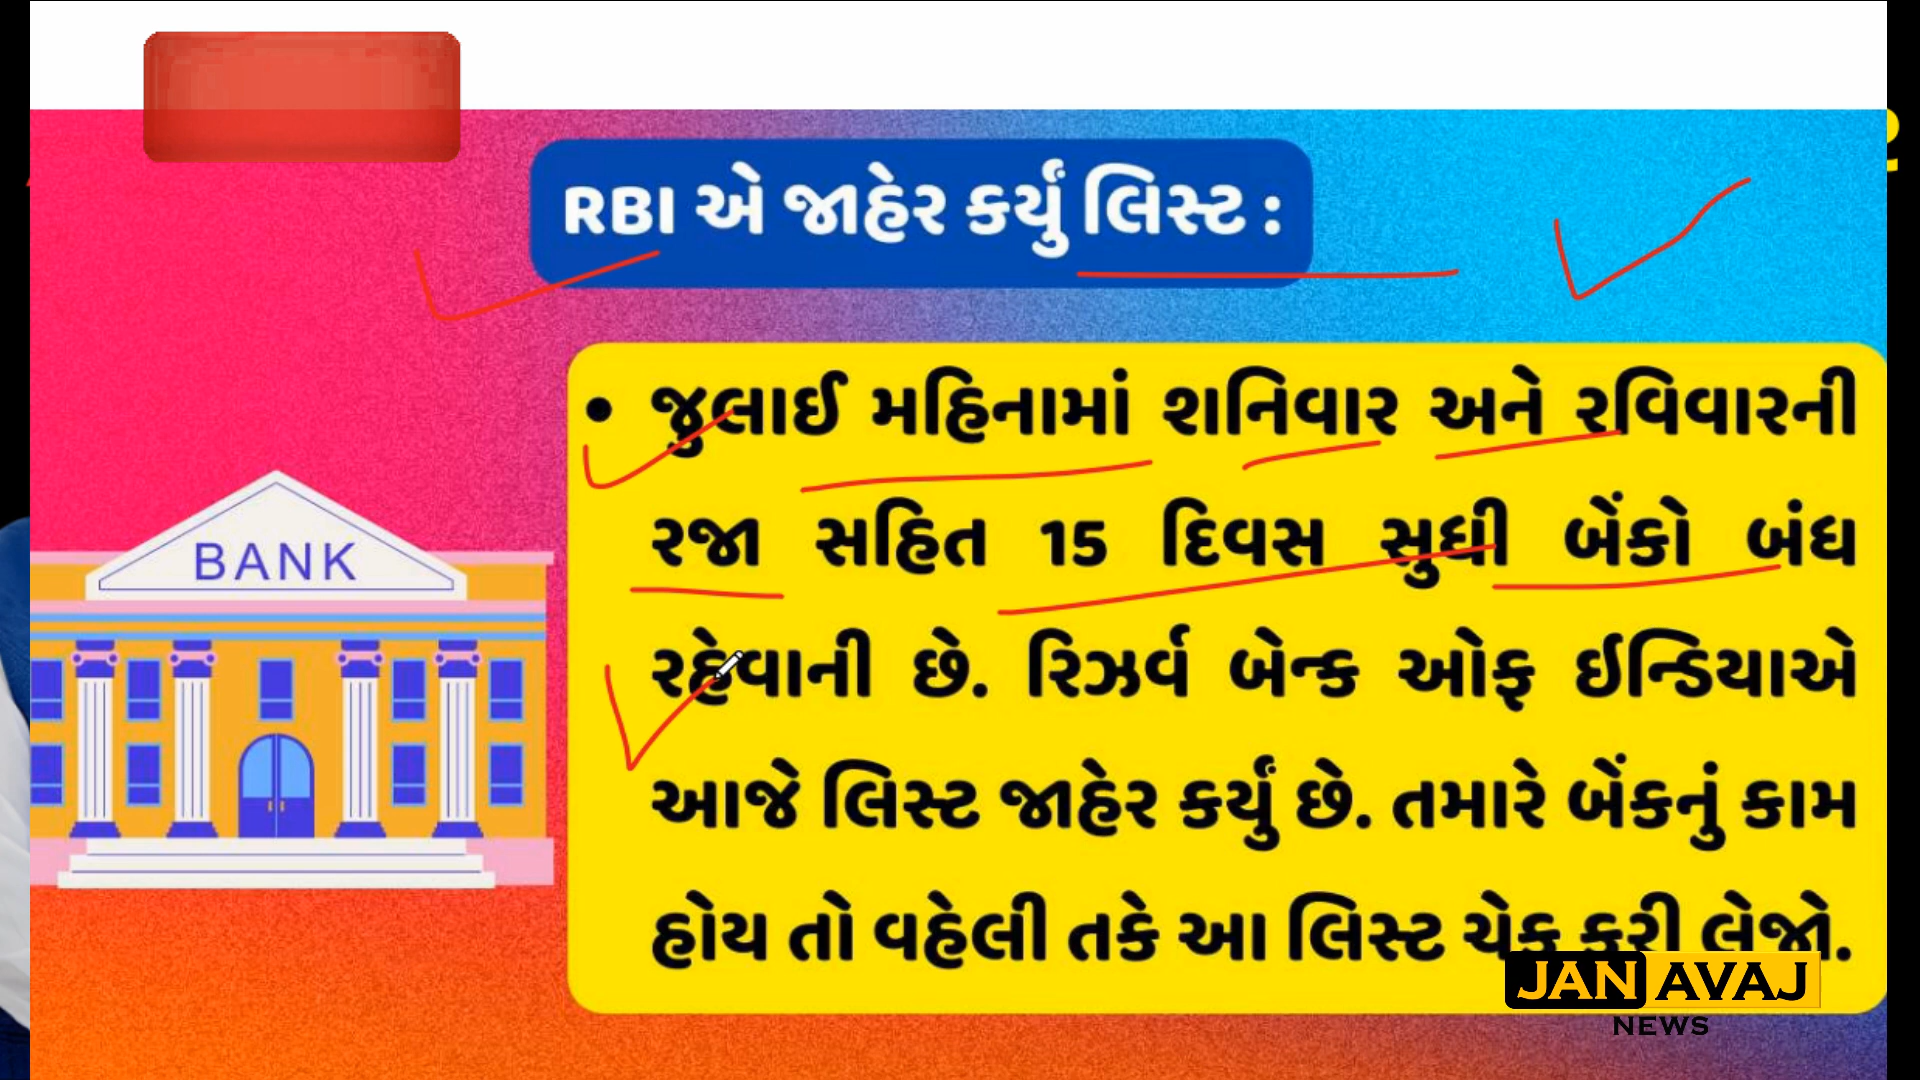 RBI એ જાહેર કર્યું લિસ્ટ :
• જુલાઈ મહિનામાં શનિવાર અને રવિવારની
રજા સહિત 15 દિવસ સુધી બેંકો બંધ
રહેવાની છે. રિઝર્વ બેન્ક ઓફ ઇન્ડિયાએ
આજે લિસ્ટ જાહેર કર્યું છે. તમારે બેંકનું કામ
હોય તો વહેલી તકે આ લિસ્ટ ચેક કરી લેજો.
BANK
JAN AVAJ
NEWS